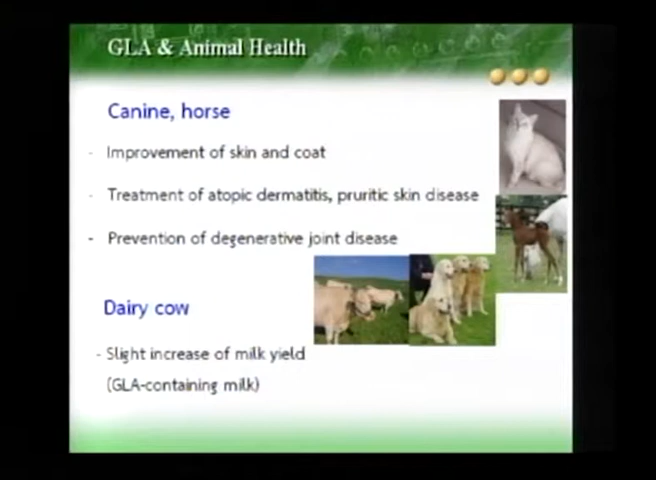 GLA & Animal Health
Canine, horse
- Improvement of skin and coat
- Treatment of atopic dermatitis, pruritic skin disease
- Prevention of degenerative joint disease
Dairy cow
- Slight increase of milk yield
(GLA-containing milk)